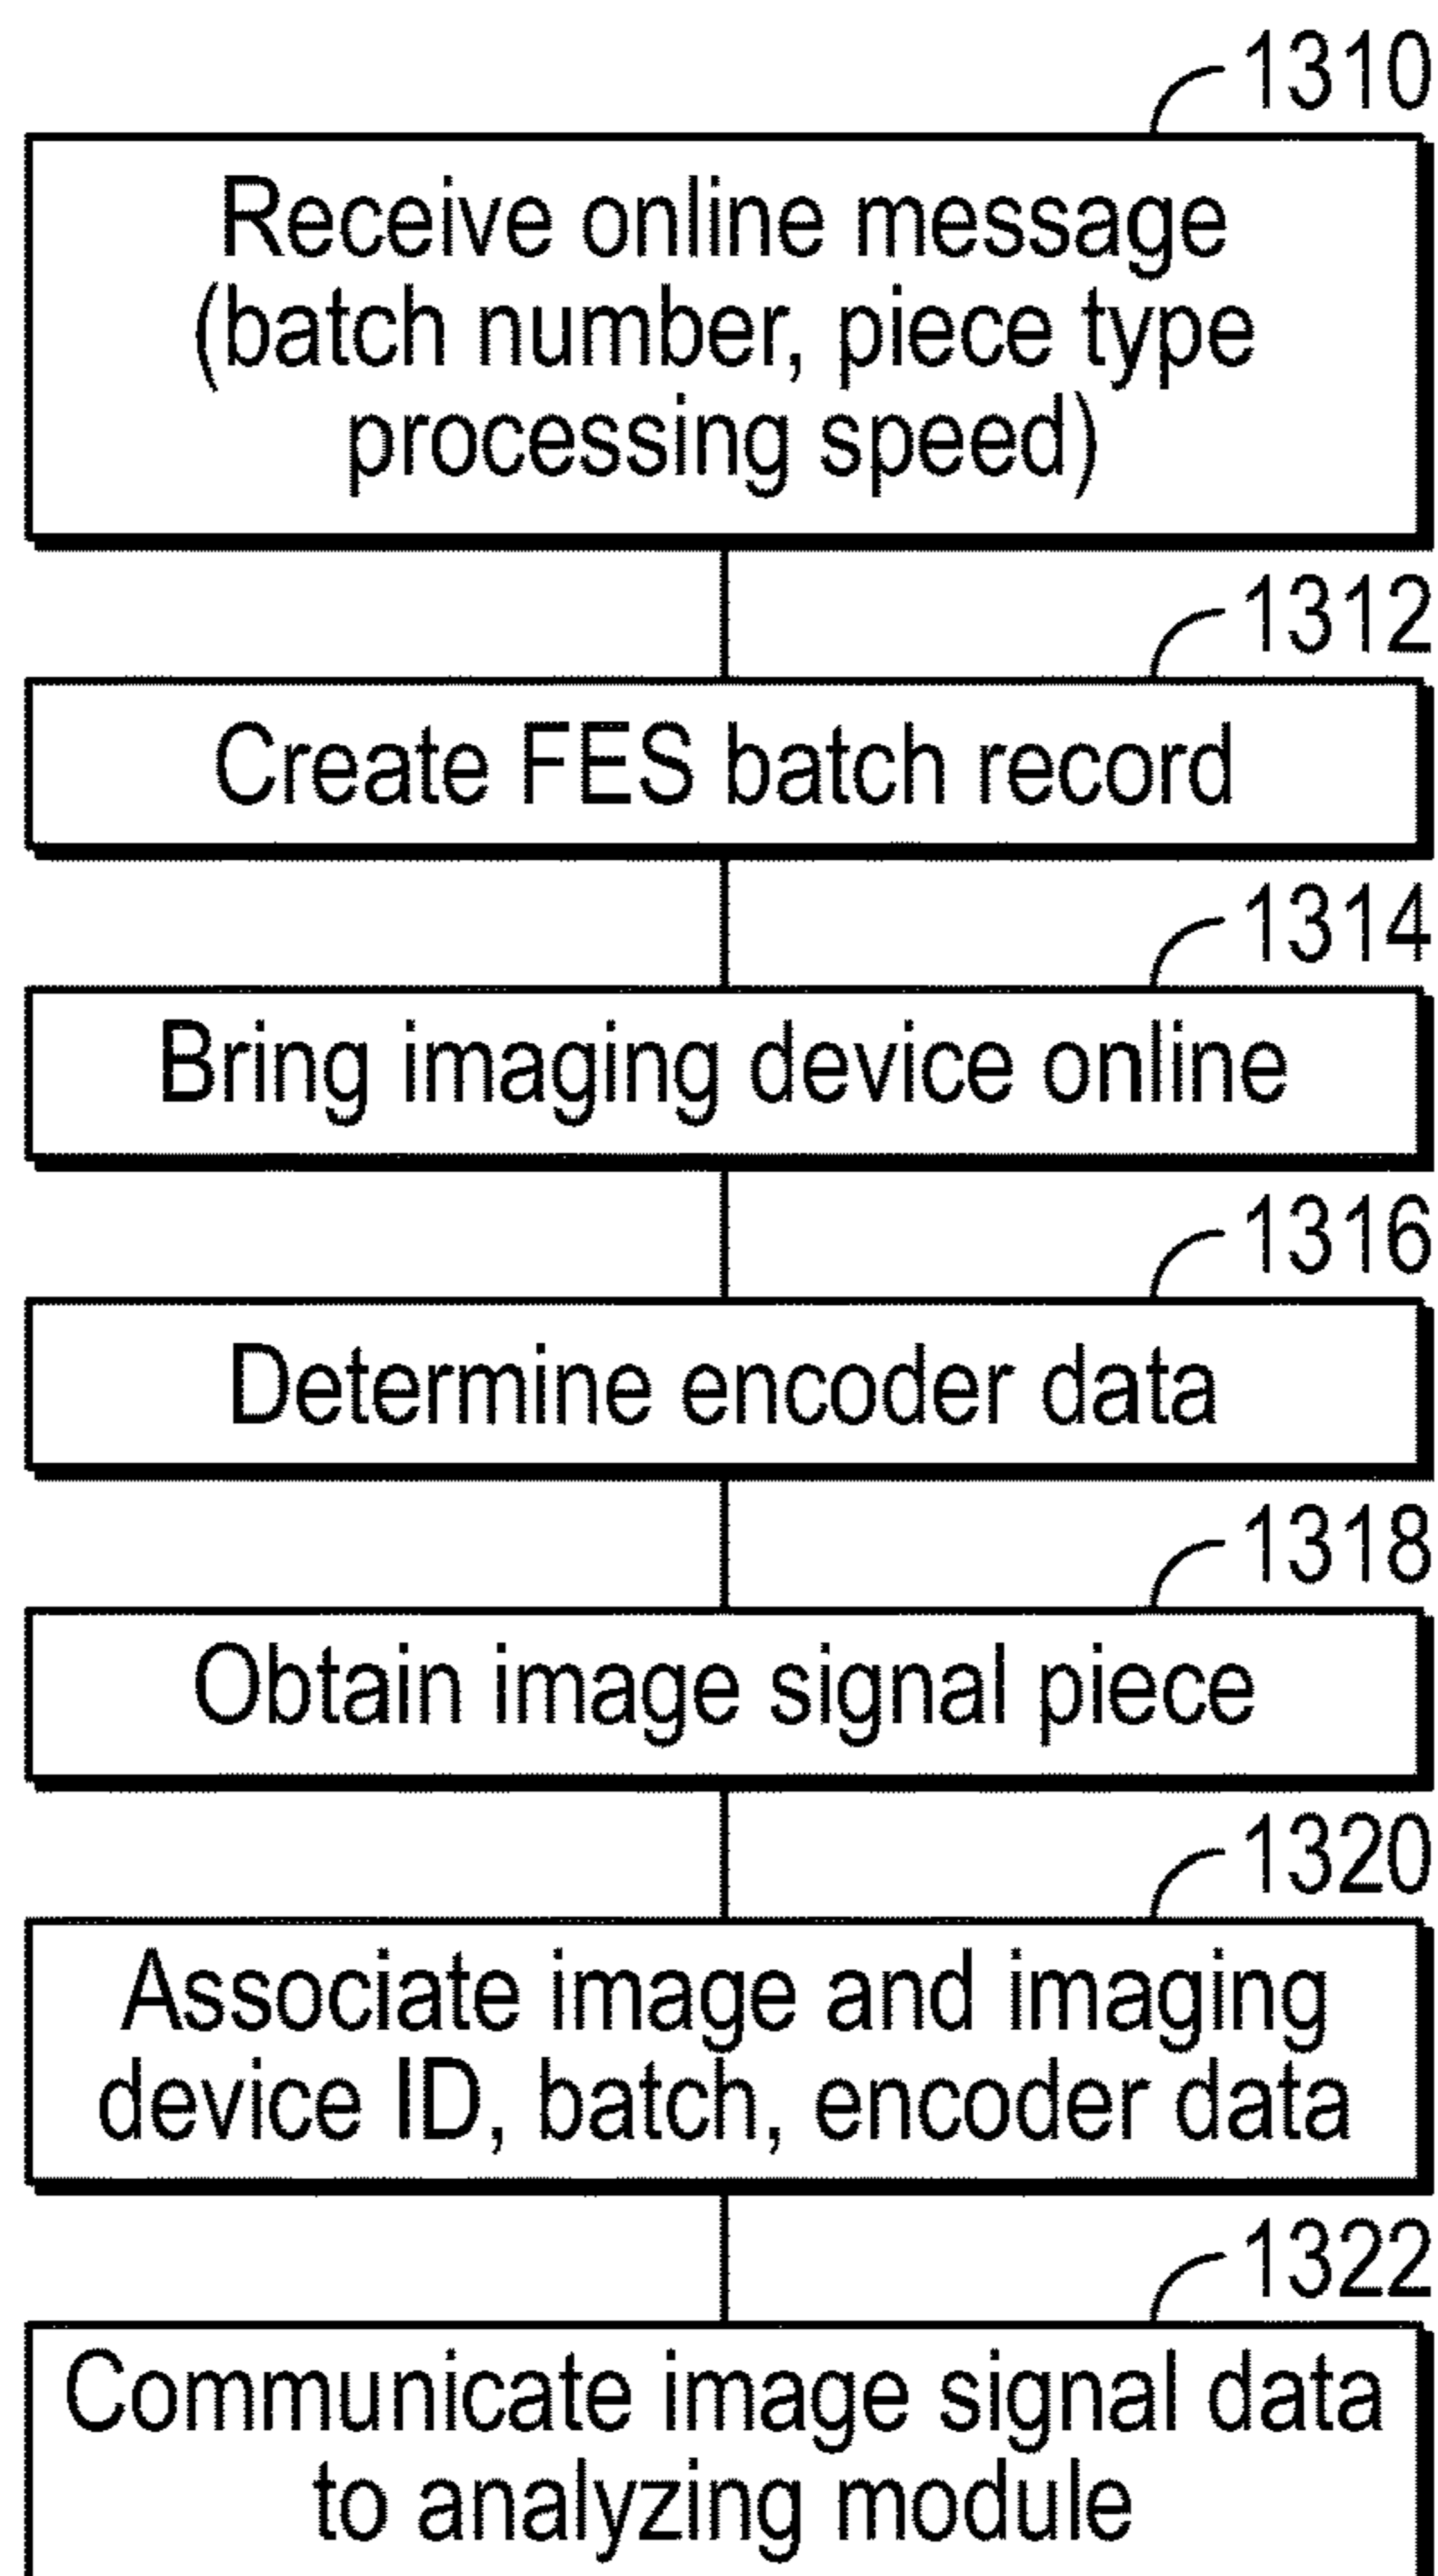 1310
Receive online message
(batch number, piece type
processing speed)
1312
Create FES batch record
1314
Bring imaging device online
1316
Determine encoder data
1318
Obtain image signal piece
1320
Associate image and imaging
device ID, batch, encoder data
1322
Communicate image signal data
to analyzing module